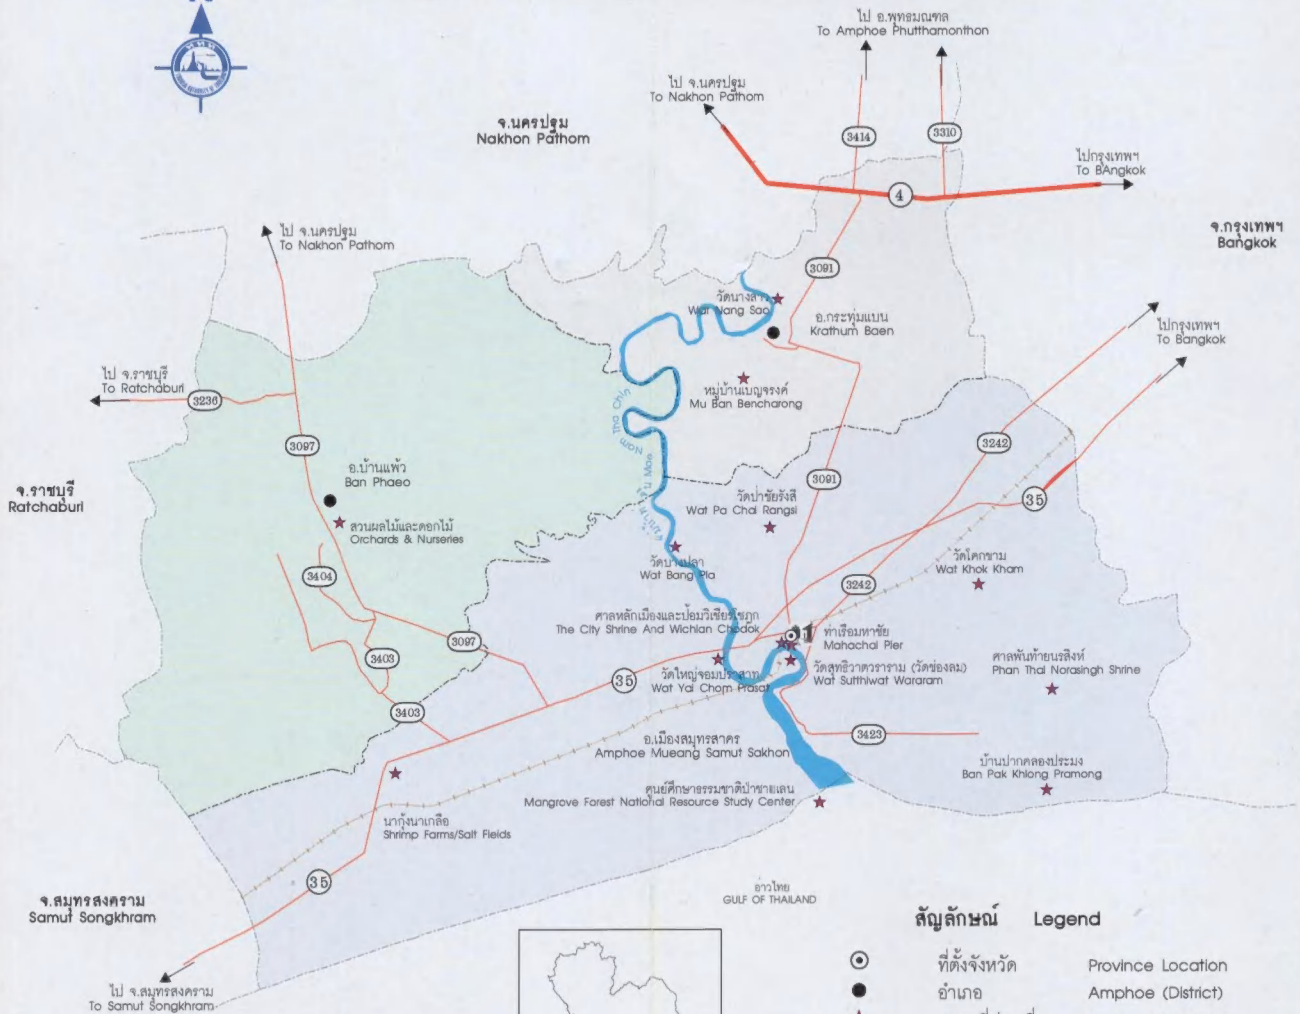 ไป อ.พุทธมณฑล
To Amphoe Phutthamonthon
ไป จ.นครปฐม
To Nakhon Pathom
จ.นครปฐม
Nakhon Pathom
3414
3310
ไปกรุงเทพฯ
To BAngkok
4
จ.กรุงเทพฯ
Bangkok
ไป จ.นครปฐม
To Nakhon Pathom
3091
วัดนางสาว
Wat Nang Sao
อ.กระทุ่มแบน
Krathum Baen
ไปกรุงเทพฯ
To Bangkok
ไป จ.ราชบุรี
To Ratchaburi
3236
หมู่บ้านเบญจรงค์
Mu Ban Bencharong
3097
3242
อ.บ้านแพ้ว
Ban Phaeo
3091
35
จ.ราชบุรี
Ratchaburi
วัดป่าชัยรังสี
Wat Pa Chai Rangsi
สวนผลไม้และดอกไม้
Orchards & Nurseries
แม่น้ำท่าจีน Mae Nam Tha Chin
วัดบางปลา
Wat Bang Pla
วัดโคกขาม
Wat Khok Kham
3404
3242
ศาลหลักเมืองและป้อมวิเชียรโชฎก
The City Shrine And Wichian Chodok
3097
ท่าเรือมหาชัย
Mahachai Pier
3403
35
วัดใหญ่จอมปราสาท
Wat Yai Chom Prasat
วัดสุทธิวาตวราราม (วัดช่องลม)
Wat Sutthiwat Wararam
ศาลพันท้ายนรสิงห์
Phan Thai Norasingh Shrine
3403
3423
อ.เมืองสมุทรสาคร
Amphoe Mueang Samut Sakhon
บ้านปากคลองประมง
Ban Pak Khlong Pramong
ศูนย์ศึกษาธรรมชาติป่าชายเลน
Mangrove Forest National Resource Study Center
นากุ้งนาเกลือ
Shrimp Farms/Salt Fields
35
อ่าวไทย
GULF OF THAILAND
จ.สมุทรสงคราม
Samut Songkhram
ไป จ.สมุทรสงคราม
To Samut Songkhram
สัญลักษณ์ Legend
ที่ตั้งจังหวัด Province Location
อำเภอ Amphoe (District)